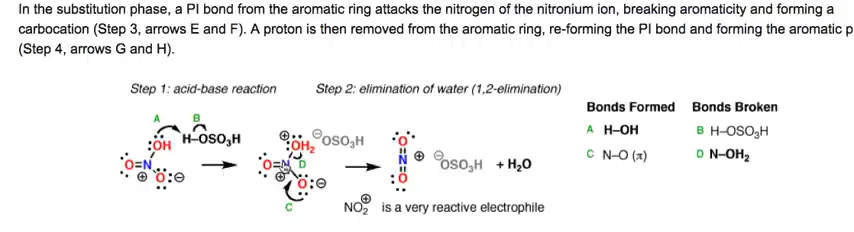 In the substitution phase, a PI bond from the aromatic ring attacks the nitrogen of the nitronium ion, breaking aromaticity and forming a
carbocation (Step 3, arrows E and F). A proton is then removed from the aromatic ring, re-forming the PI bond and forming the aromatic p
(Step 4, arrows G and H).
Step 1: acid-base reaction Step 2: elimination of water (1,2-elimination)
Bonds Formed Bonds Broken
A B
A H–OH B H–OSO₃H
:OH H–OSO₃H ⊕ :OH₂ ⊖OSO₃H :O:
O=N O=N D N ⊕ ⊖OSO₃H + H₂O
C N–O (π) D N–OH₂
⊕ :O:⊖ ⊕ :O:⊖ :O:
C NO₂⊕ is a very reactive electrophile